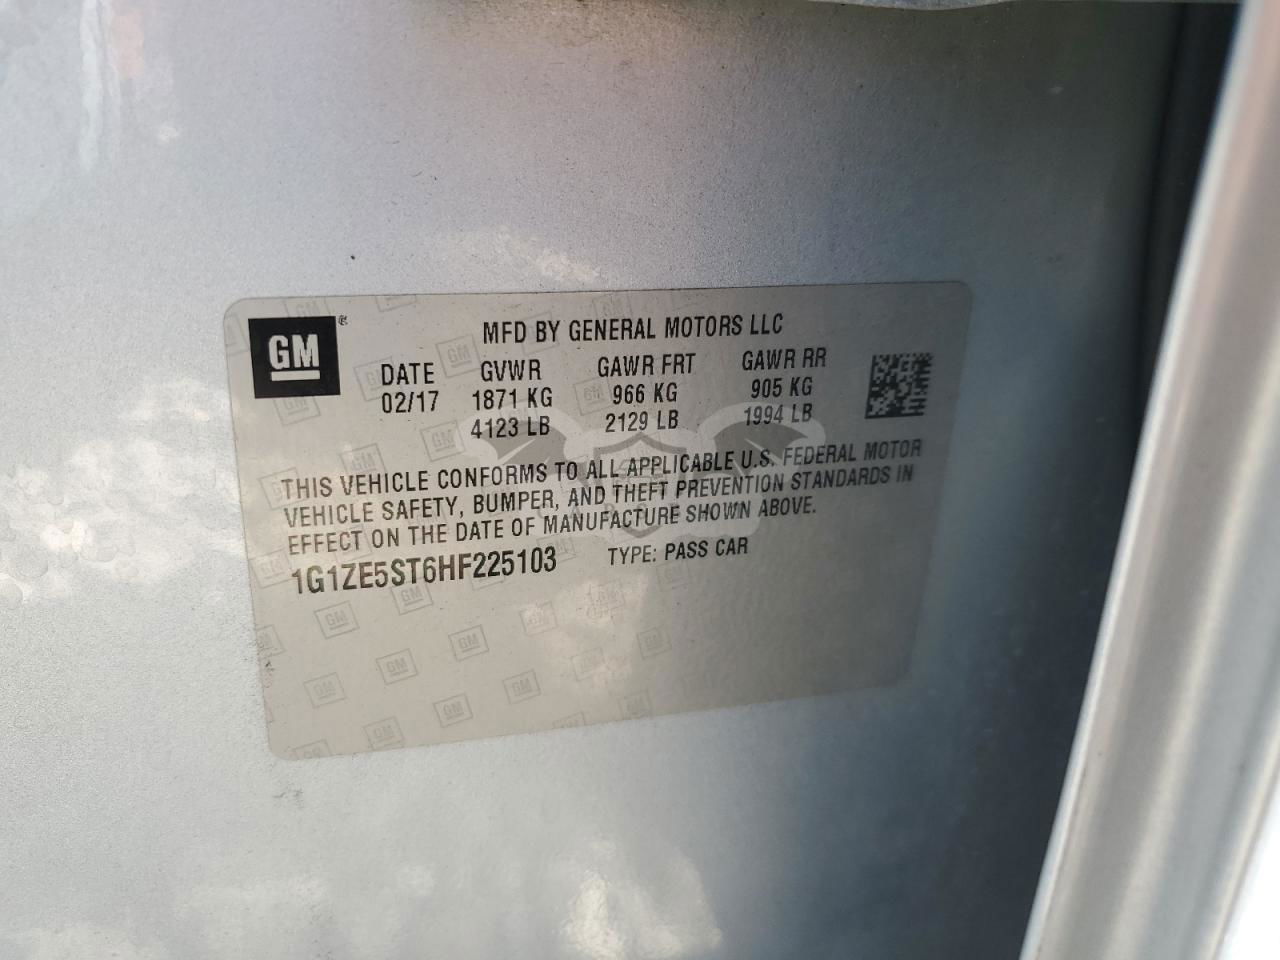 GM
MFD BY GENERAL MOTORS LLC
DATE GVWR GAWR FRT GAWR RR
02/17 1871 KG 966 KG 905 KG
4123 LB 2129 LB 1994 LB
THIS VEHICLE CONFORMS TO ALL APPLICABLE U.S. FEDERAL MOTOR
VEHICLE SAFETY, BUMPER, AND THEFT PREVENTION STANDARDS IN
EFFECT ON THE DATE OF MANUFACTURE SHOWN ABOVE.
1G1ZE5ST6HF225103 TYPE: PASS CAR